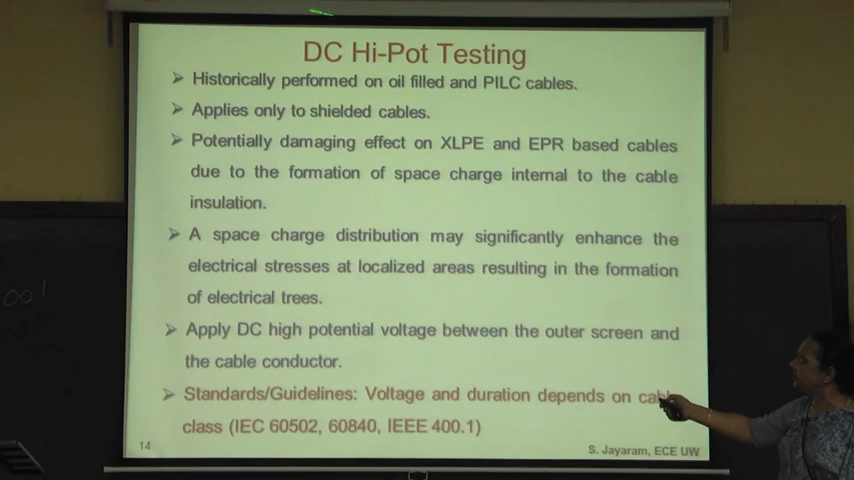 DC Hi-Pot Testing
➢ Historically performed on oil filled and PILC cables.
➢ Applies only to shielded cables.
➢ Potentially damaging effect on XLPE and EPR based cables
due to the formation of space charge internal to the cable
insulation.
➢ A space charge distribution may significantly enhance the
electrical stresses at localized areas resulting in the formation
of electrical trees.
➢ Apply DC high potential voltage between the outer screen and
the cable conductor.
➢ Standards/Guidelines: Voltage and duration depends on
class (IEC 60502, 60840, IEEE 400.1)
14
S. Jayaram, ECE UW
001